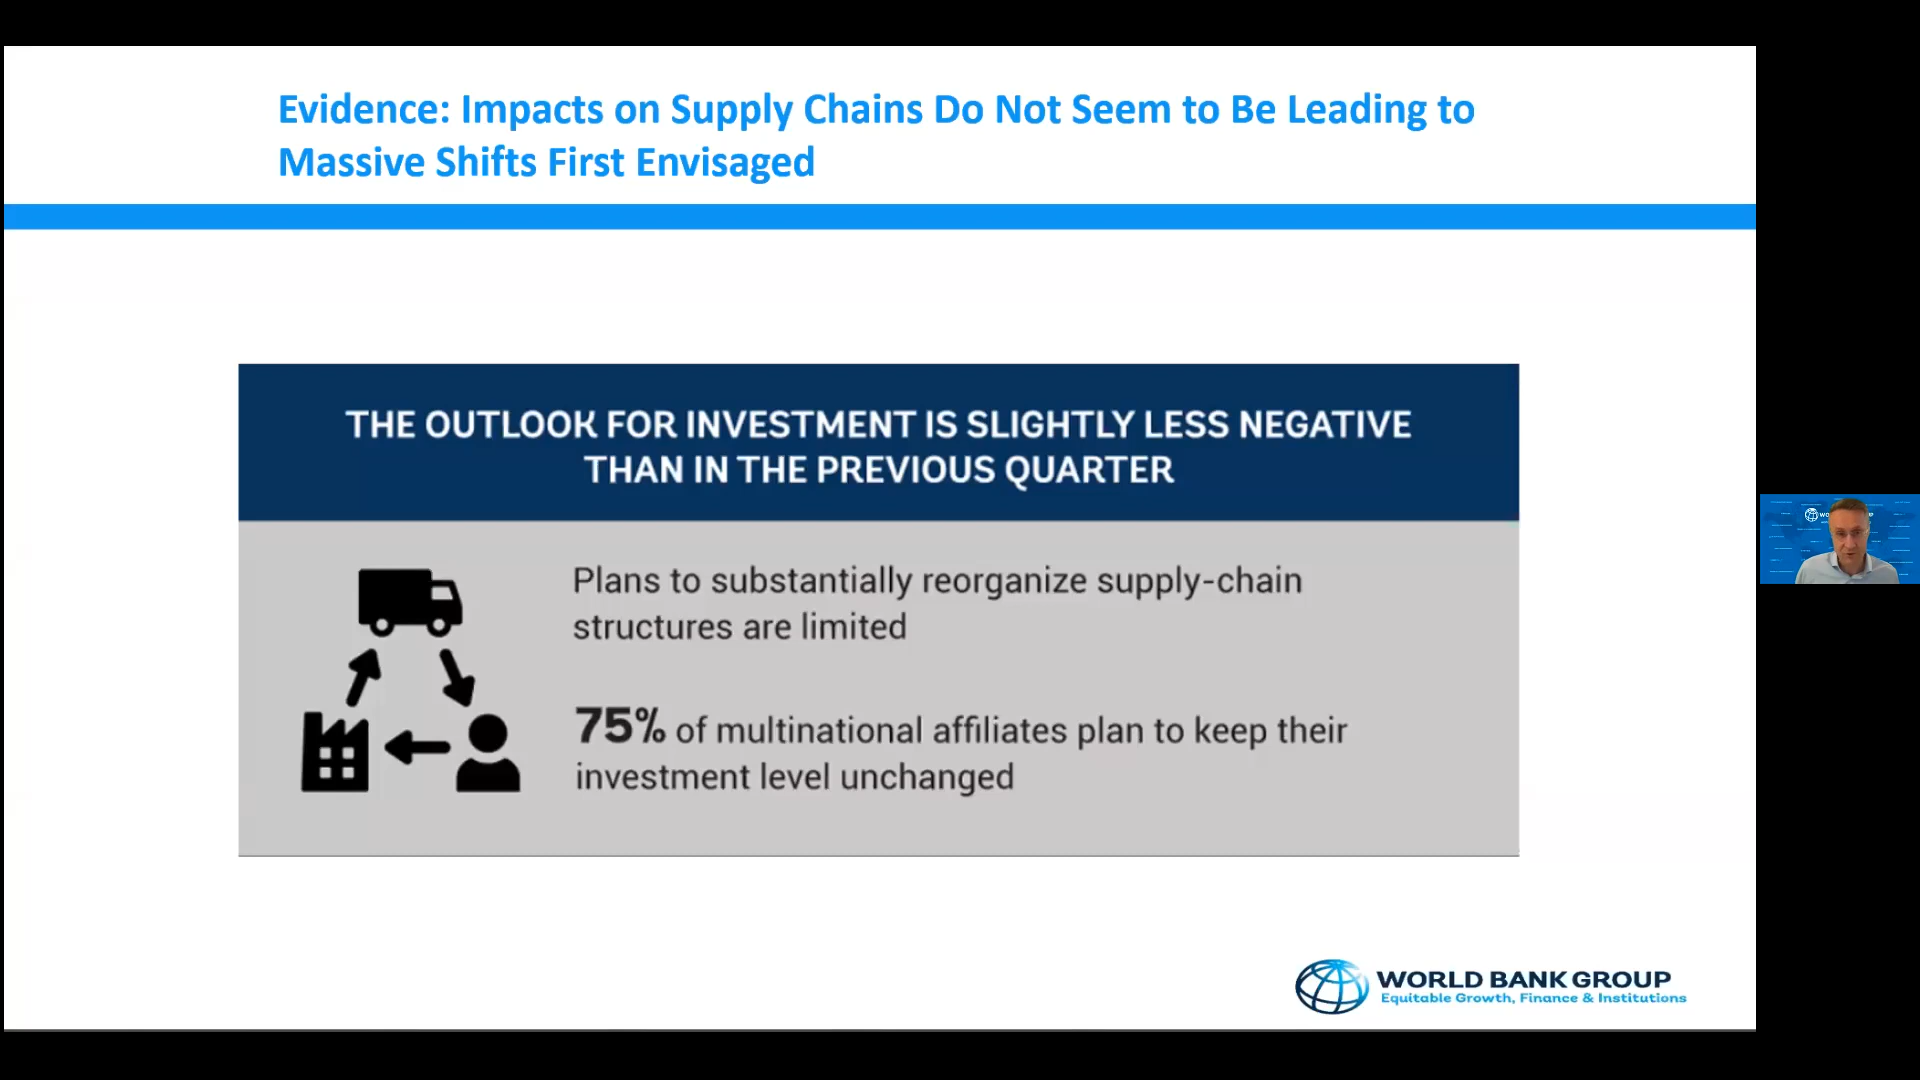 Evidence: Impacts on Supply Chains Do Not Seem to Be Leading to
Massive Shifts First Envisaged
THE OUTLOOK FOR INVESTMENT IS SLIGHTLY LESS NEGATIVE
THAN IN THE PREVIOUS QUARTER
Plans to substantially reorganize supply-chain
structures are limited
75% of multinational affiliates plan to keep their
investment level unchanged
WORLD BANK GROUP
Equitable Growth, Finance & Institutions